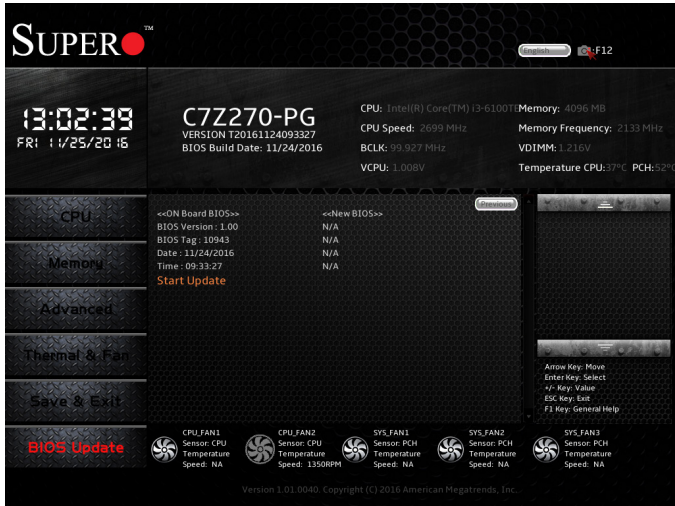 SUPER TM
English :F12
13:02:39
FRI 11/25/2016
C7Z270-PG
VERSION T20161124093327
BIOS Build Date: 11/24/2016
CPU: Intel(R) Core(TM) i3-6100TE
CPU Speed: 2699 MHz
BCLK: 99.927 MHz
VCPU: 1.008V
Memory: 4096 MB
Memory Frequency: 2133 MHz
VDIMM: 1.216V
Temperature CPU:37°C PCH:52°
CPU
Memory
Advanced
Thermal & Fan
Save & Exit
BIOS Update
Previous
<<ON Board BIOS>> <<New BIOS>>
BIOS Version : 1.00 N/A
BIOS Tag : 10943 N/A
Date : 11/24/2016 N/A
Time : 09:33:27 N/A
Start Update
Arrow Key: Move
Enter Key: Select
+/- Key: Value
ESC Key: Exit
F1 Key: General Help
CPU_FAN1
Sensor: CPU
Temperature
Speed: NA
CPU_FAN2
Sensor: CPU
Temperature
Speed: 1350RPM
SYS_FAN1
Sensor: PCH
Temperature
Speed: NA
SYS_FAN2
Sensor: PCH
Temperature
Speed: NA
SYS_FAN3
Sensor: PCH
Temperature
Speed: NA
Version 1.01.0040. Copyright (C) 2016 American Megatrends, Inc.